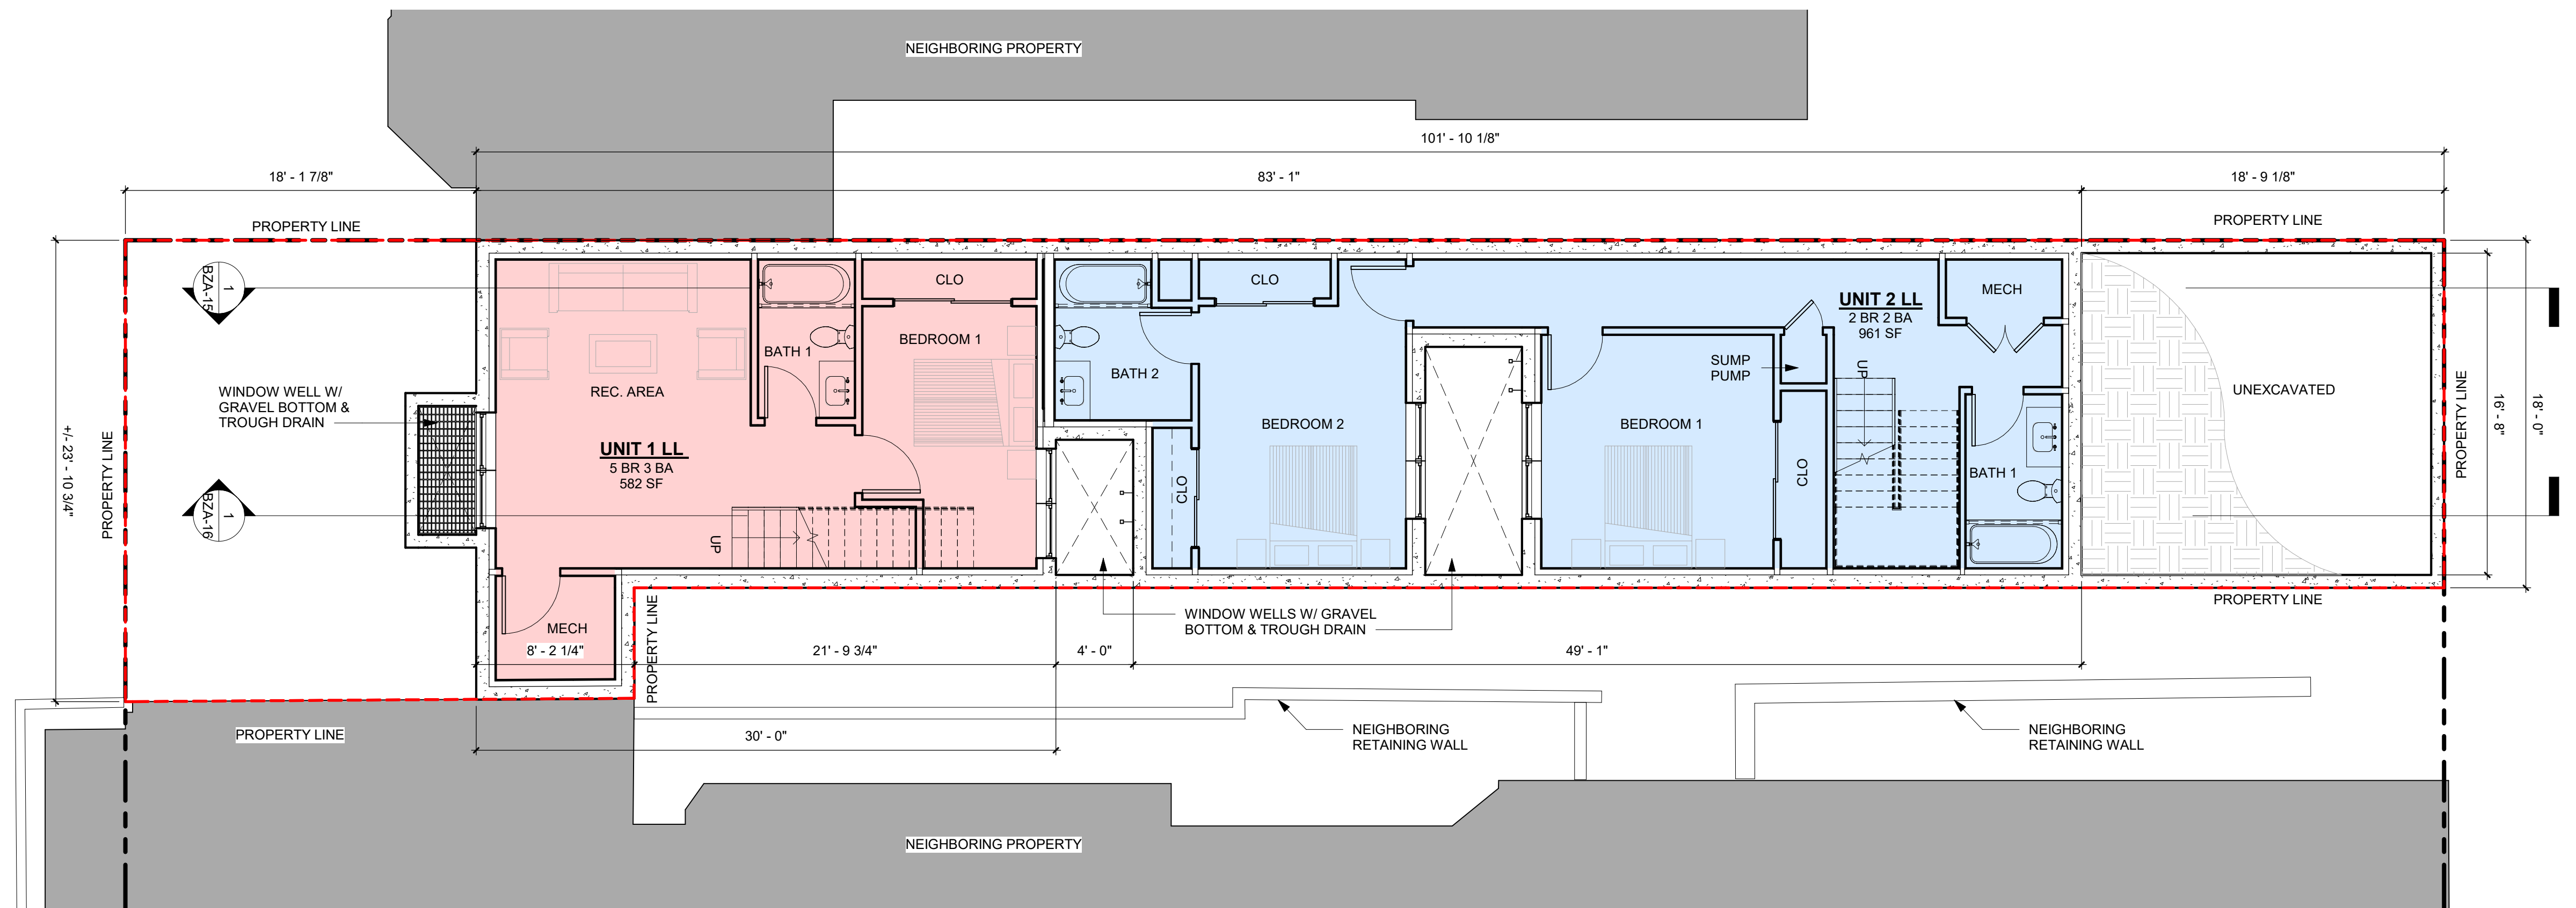 NEIGHBORING PROPERTY
101' - 10 1/8"
18' - 1 7/8"
83' - 1"
18' - 9 1/8"
PROPERTY LINE
PROPERTY LINE
1
BZA-15
CLO
CLO
MECH
UNIT 2 LL
2 BR 2 BA
961 SF
BATH 1
BEDROOM 1
REC. AREA
BATH 2
SUMP
PUMP
UP
UNEXCAVATED
WINDOW WELL W/
GRAVEL BOTTOM &
TROUGH DRAIN
PROPERTY LINE
16' - 8"
18' - 0"
+/- 23' - 10 3/4"
PROPERTY LINE
UNIT 1 LL
5 BR 3 BA
582 SF
BEDROOM 2
BEDROOM 1
CLO
CLO
BATH 1
1
BZA-16
UP
PROPERTY LINE
PROPERTY LINE
WINDOW WELLS W/ GRAVEL
BOTTOM & TROUGH DRAIN
MECH
8' - 2 1/4"
21' - 9 3/4"
4' - 0"
49' - 1"
PROPERTY LINE
30' - 0"
NEIGHBORING
RETAINING WALL
NEIGHBORING
RETAINING WALL
NEIGHBORING PROPERTY